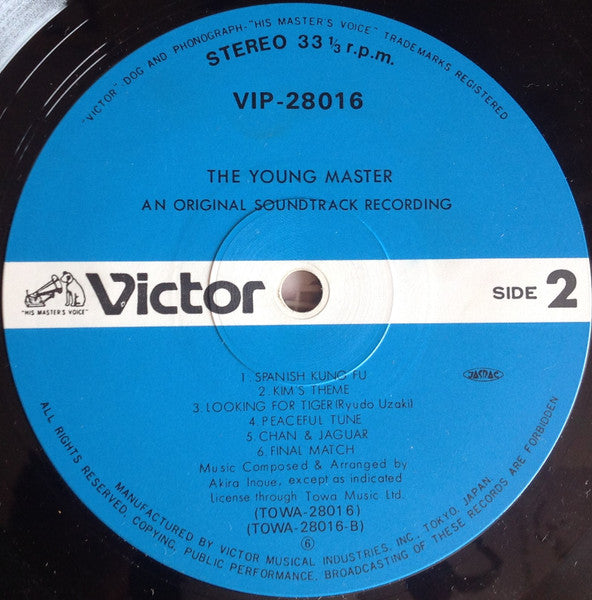 "VICTOR" DOG AND PHONOGRAPH-"HIS MASTER'S VOICE" TRADEMARKS REGISTERED
STEREO 33 1/3 r.p.m.
VIP-28016
THE YOUNG MASTER
AN ORIGINAL SOUNDTRACK RECORDING
"HIS MASTER'S VOICE"
Victor
SIDE 2
JASRAC
1. SPANISH KUNG FU
2. KIM'S THEME
3. LOOKING FOR TIGER(Ryudo Uzaki)
4. PEACEFUL TUNE
5. CHAN & JAGUAR
6. FINAL MATCH
Music Composed & Arranged by
Akira Inoue, except as indicated
License through Towa Music Ltd.
(TOWA-28016)
(TOWA-28016-B)
6
MANUFACTURED BY VICTOR MUSICAL INDUSTRIES, INC., TOKYO, JAPAN.
ALL RIGHTS RESERVED, COPYING, PUBLIC PERFORMANCE, BROADCASTING OF THESE RECORDS ARE FORBIDDEN